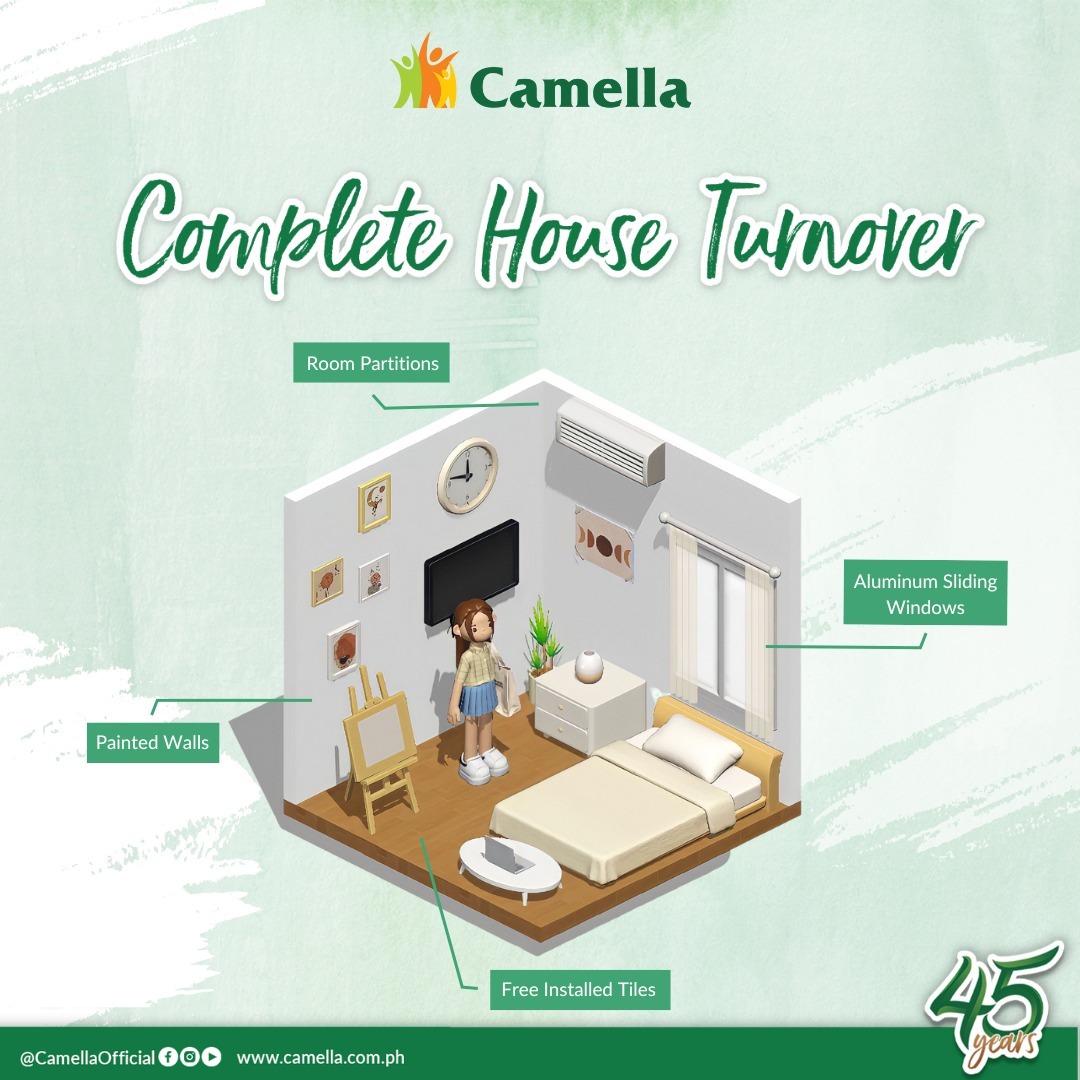 Camella
Complete House Turnover
Room Partitions
Aluminum Sliding
Windows
Painted Walls
Free Installed Tiles
45
years
@CamellaOfficial
www.camella.com.ph